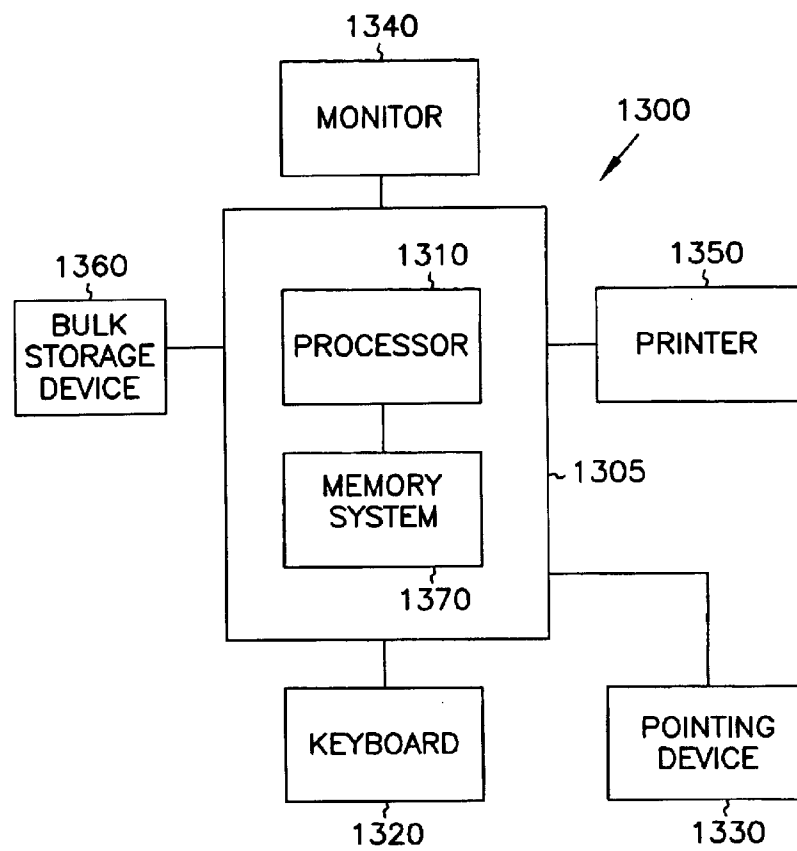 1340
MONITOR
1300
1360
BULK
STORAGE
DEVICE
1310
PROCESSOR
1350
PRINTER
MEMORY
SYSTEM
1305
1370
KEYBOARD
1320
POINTING
DEVICE
1330